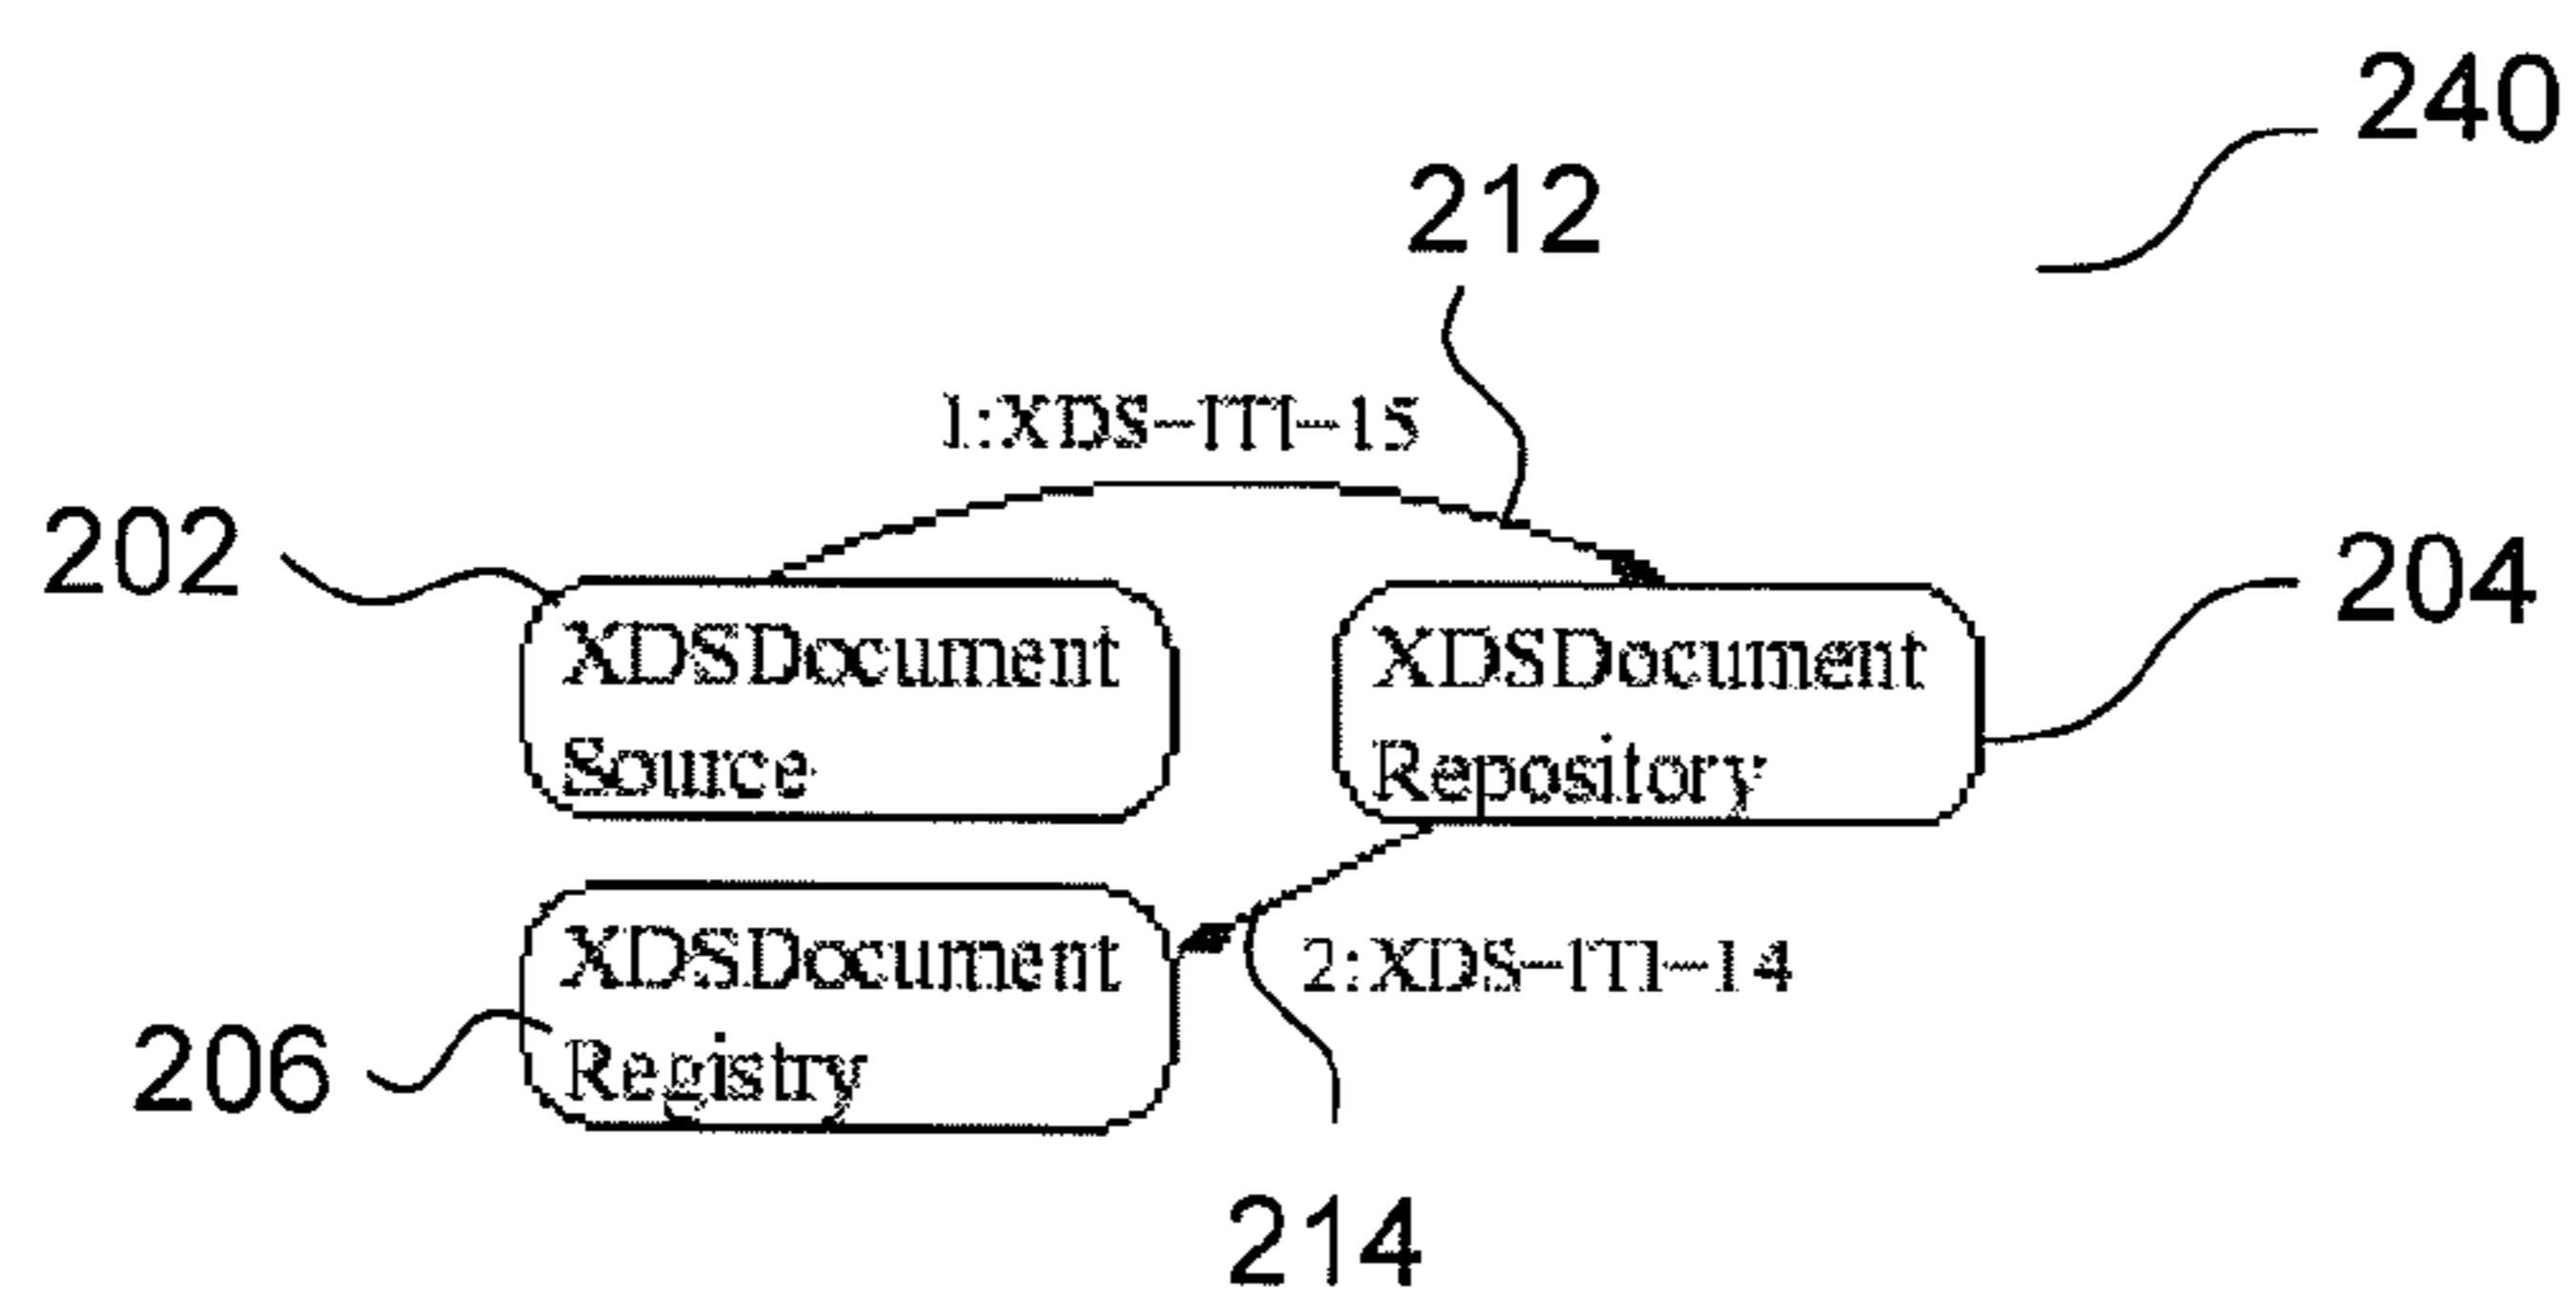 240
212
1:XDS-ITI-15
202
204
XDSDocument
Source
XDSDocument
Repository
XDSDocument
Registry
2:XDS-ITI-14
206
214